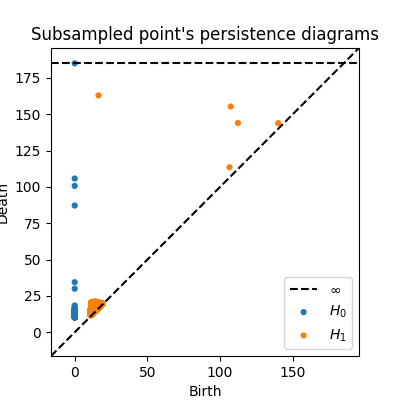 Subsampled point's persistence diagrams
175
150
125
100
75
50
25
0
Death
∞
H₀
H₁
0
50
100
150
Birth